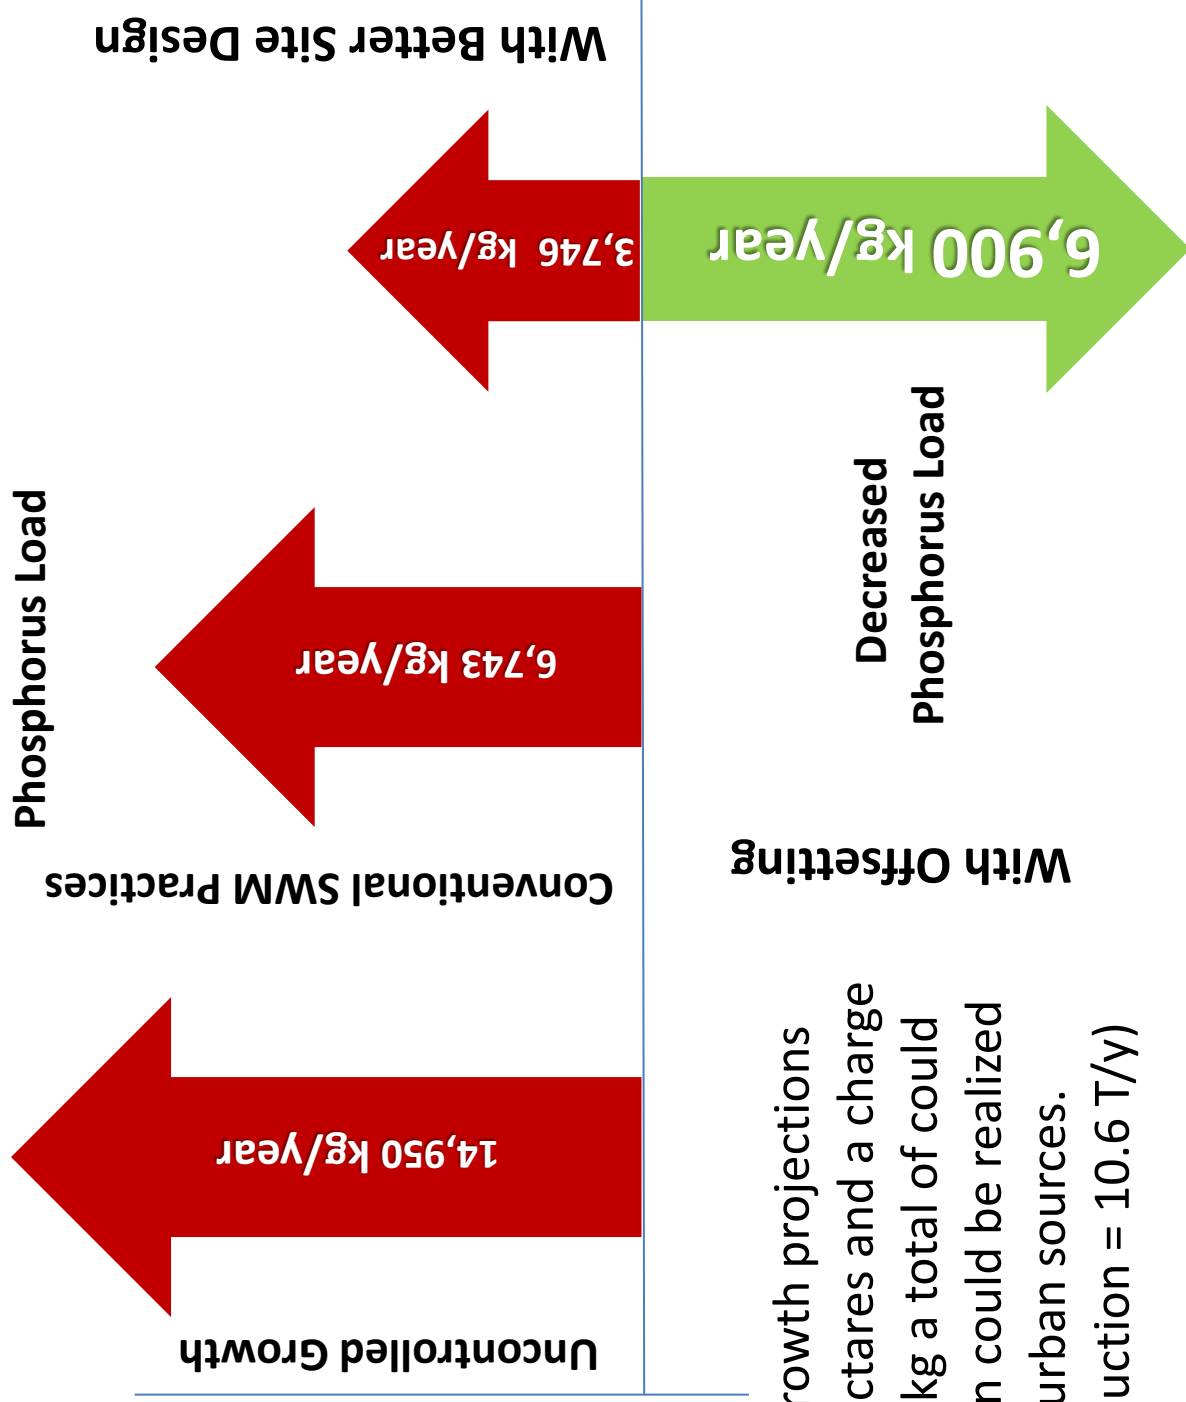 Phosphorus Load
Uncontrolled Growth
14,950 kg/year
Conventional SWM Practices
6,743 kg/year
With Better Site Design
3,746 kg/year
With Offsetting
6,900 kg/year
Decreased
Phosphorus Load
rowth projections
ctares and a charge
kg a total of could
n could be realized
urban sources.
uction = 10.6 T/y)